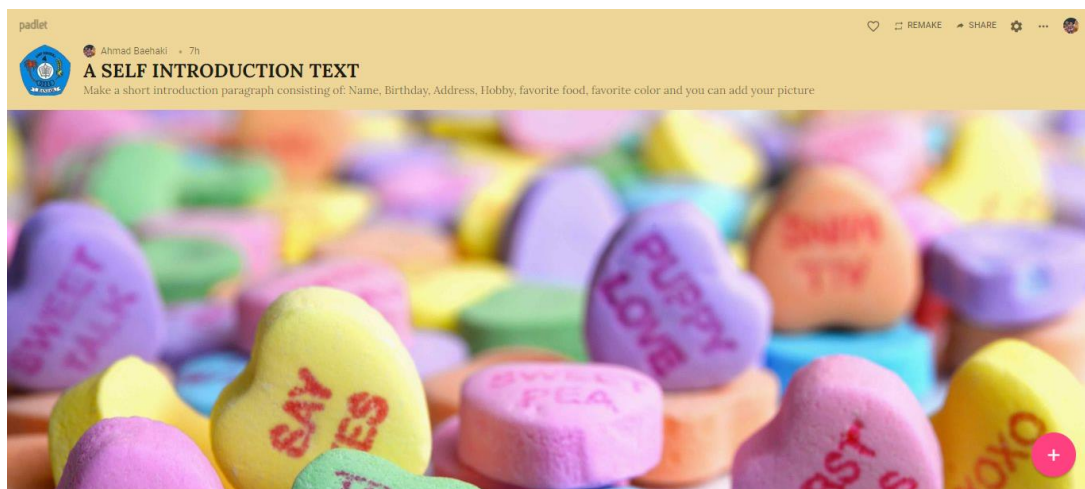 padlet
REMAKE SHARE
Ahmad Baehaki • 7h
A SELF INTRODUCTION TEXT
Make a short introduction paragraph consisting of: Name, Birthday, Address, Hobby, favorite food, favorite color and you can add your picture
SWEET
TALK
PUPPY
LOVE
SAY
YES
SWEET
PEA
XOXO